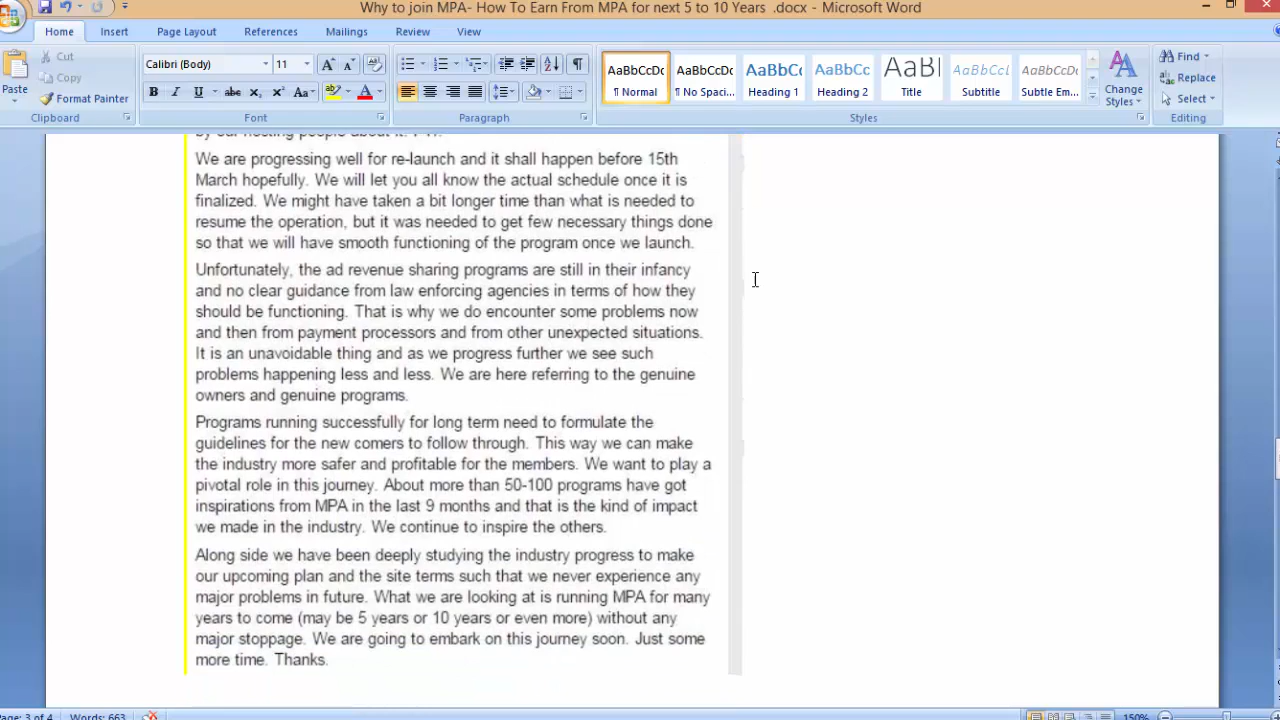 Why to join MPA- How To Earn From MPA for next 5 to 10 Years .docx - Microsoft Word
Home Insert Page Layout References Mailings Review View
Paste
Cut
Copy
Format Painter
Clipboard
Calibri (Body) 11
Font
Paragraph
AaBbCcDc AaBbCcDc AaBbCc AaBbCc AaBl AaBbCcL AaBbCcDc
¶ Normal ¶ No Spaci... Heading 1 Heading 2 Title Subtitle Subtle Em...
Styles
Change
Styles
Find
Replace
Select
Editing
We are progressing well for re-launch and it shall happen before 15th
March hopefully. We will let you all know the actual schedule once it is
finalized. We might have taken a bit longer time than what is needed to
resume the operation, but it was needed to get few necessary things done
so that we will have smooth functioning of the program once we launch.
Unfortunately, the ad revenue sharing programs are still in their infancy
and no clear guidance from law enforcing agencies in terms of how they
should be functioning. That is why we do encounter some problems now
and then from payment processors and from other unexpected situations.
It is an unavoidable thing and as we progress further we see such
problems happening less and less. We are here referring to the genuine
owners and genuine programs.
Programs running successfully for long term need to formulate the
guidelines for the new comers to follow through. This way we can make
the industry more safer and profitable for the members. We want to play a
pivotal role in this journey. About more than 50-100 programs have got
inspirations from MPA in the last 9 months and that is the kind of impact
we made in the industry. We continue to inspire the others.
Along side we have been deeply studying the industry progress to make
our upcoming plan and the site terms such that we never experience any
major problems in future. What we are looking at is running MPA for many
years to come (may be 5 years or 10 years or even more) without any
major stoppage. We are going to embark on this journey soon. Just some
more time. Thanks.
Page: 3 of 4 Words: 663 150%